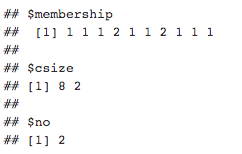 ## $membership
##  [1] 1 1 1 2 1 1 2 1 1 1
##
## $csize
## [1] 8 2
##
## $no
## [1] 2